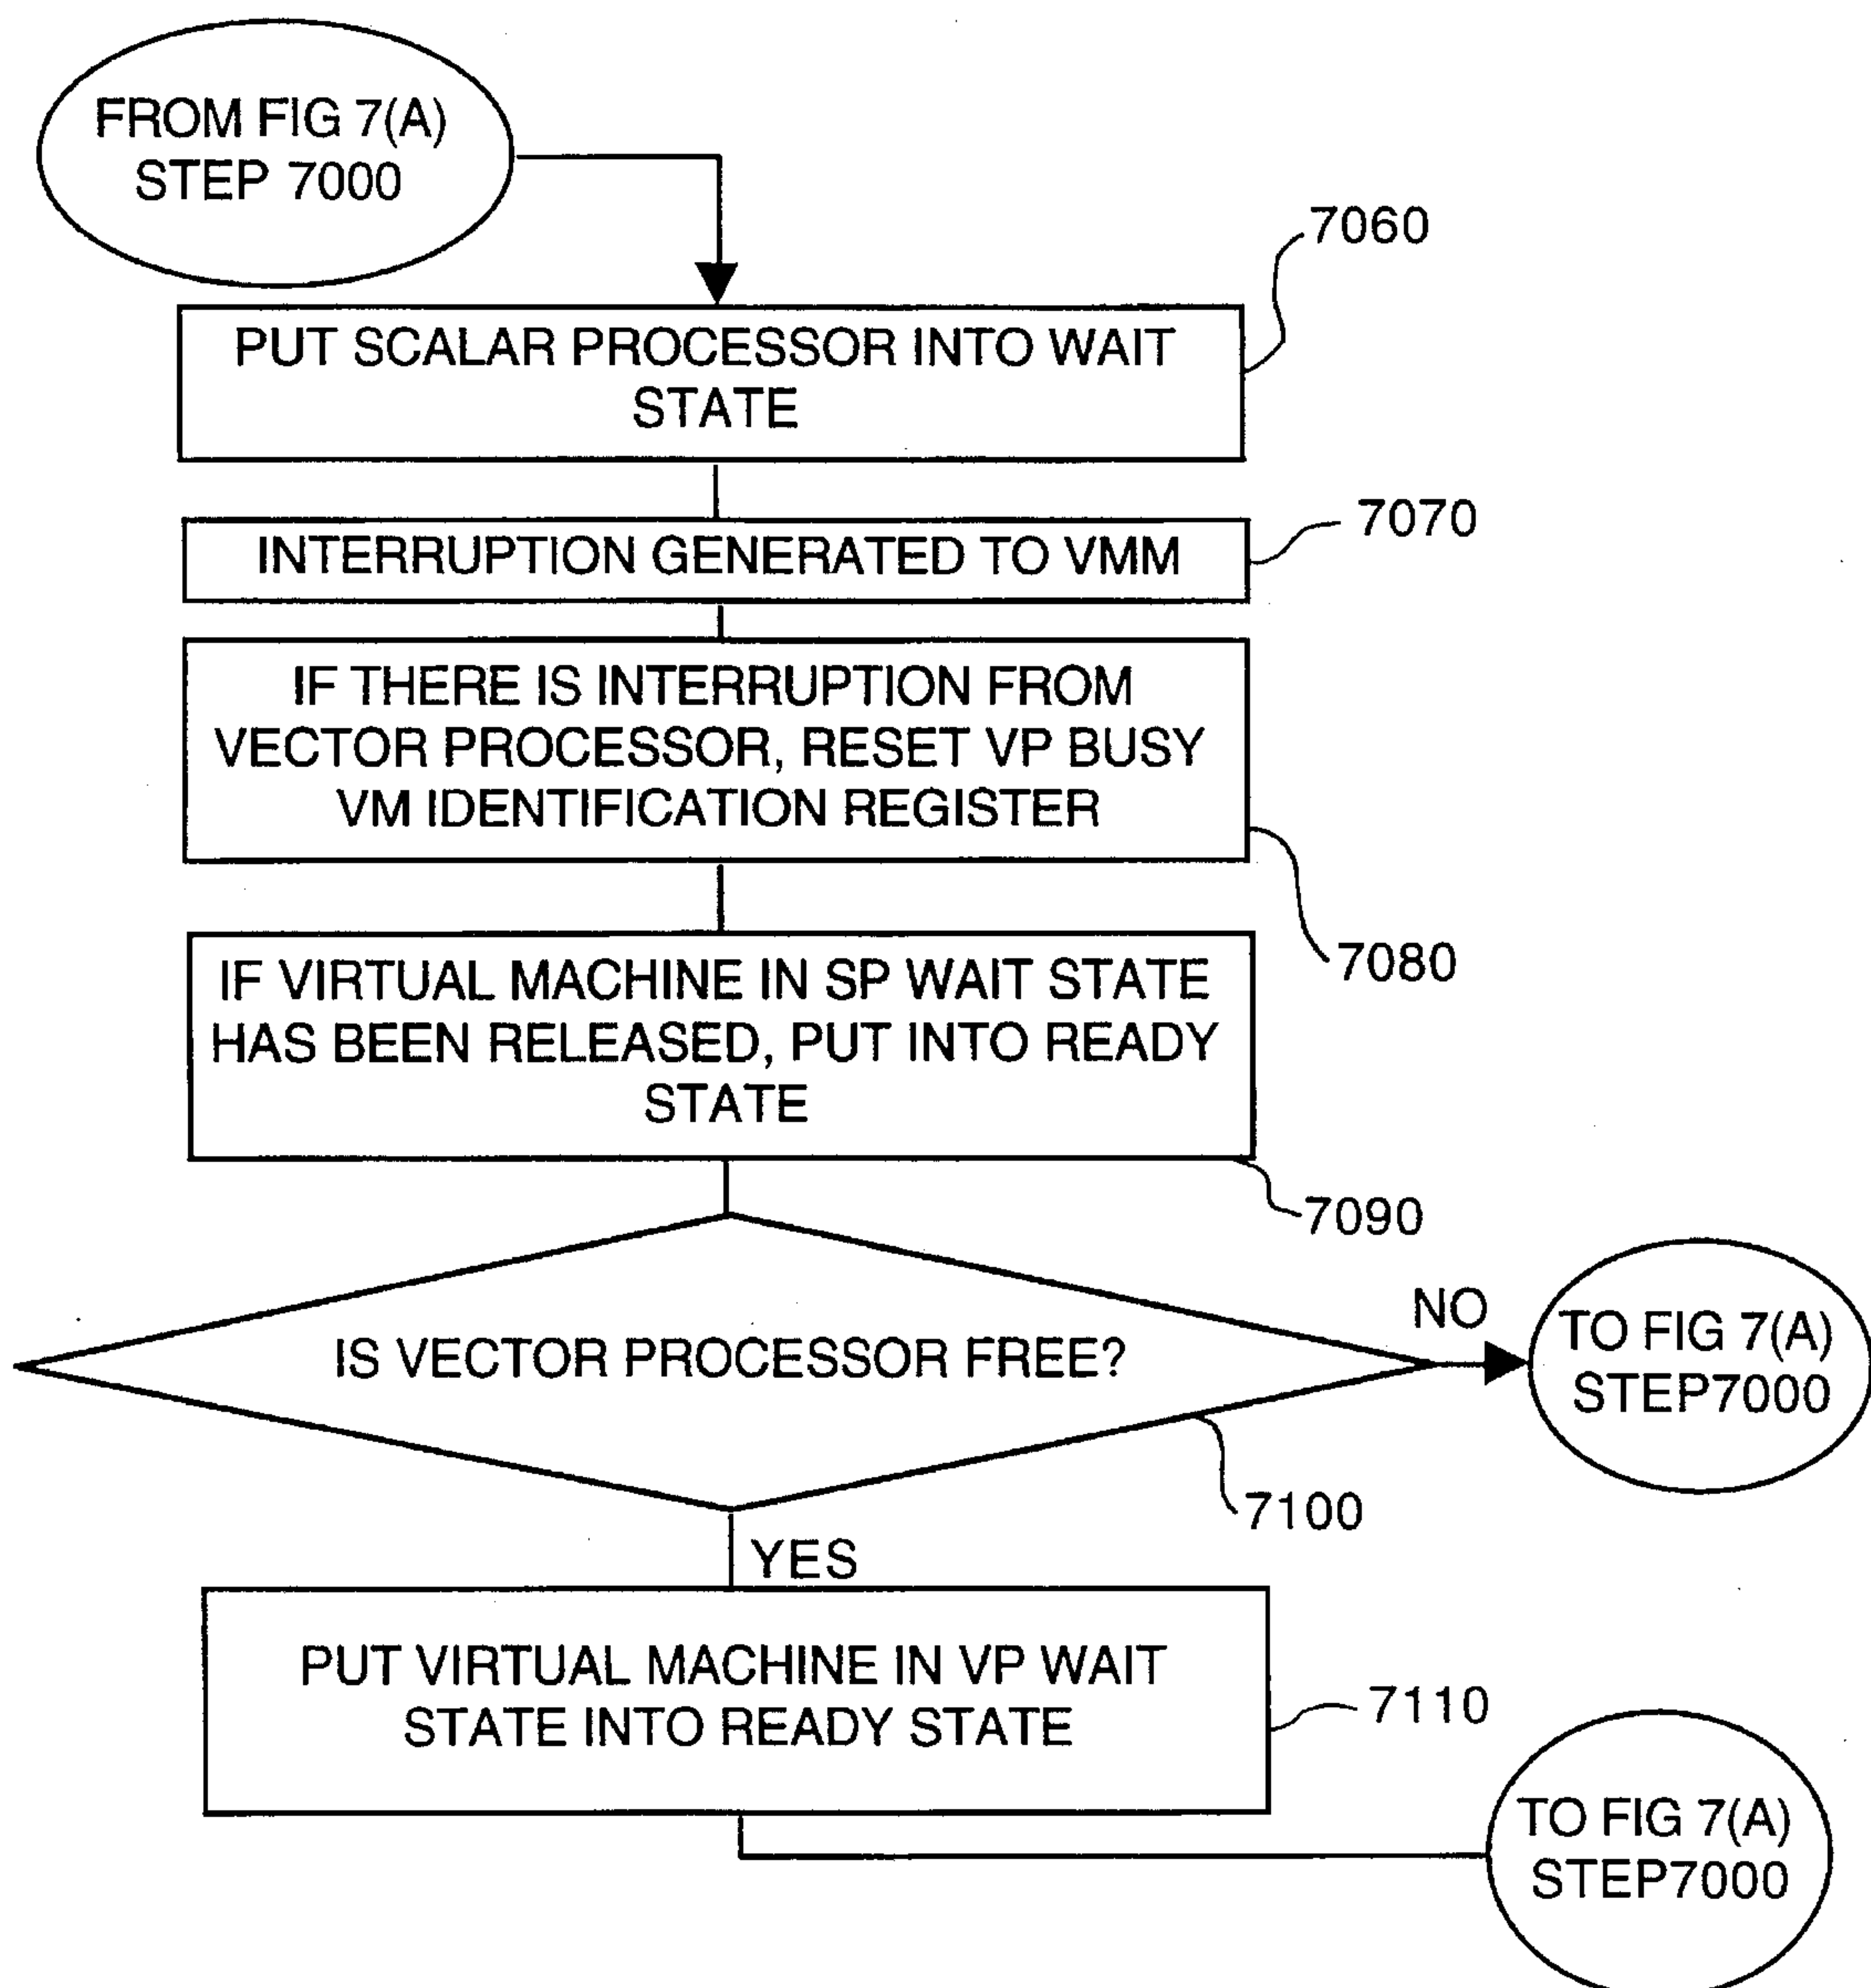 FROM FIG 7(A)
STEP 7000
7060
PUT SCALAR PROCESSOR INTO WAIT
STATE
7070
INTERRUPTION GENERATED TO VMM
IF THERE IS INTERRUPTION FROM
VECTOR PROCESSOR, RESET VP BUSY
VM IDENTIFICATION REGISTER
7080
IF VIRTUAL MACHINE IN SP WAIT STATE
HAS BEEN RELEASED, PUT INTO READY
STATE
7090
IS VECTOR PROCESSOR FREE?
NO
TO FIG 7(A)
STEP7000
7100
YES
PUT VIRTUAL MACHINE IN VP WAIT
STATE INTO READY STATE
7110
TO FIG 7(A)
STEP7000